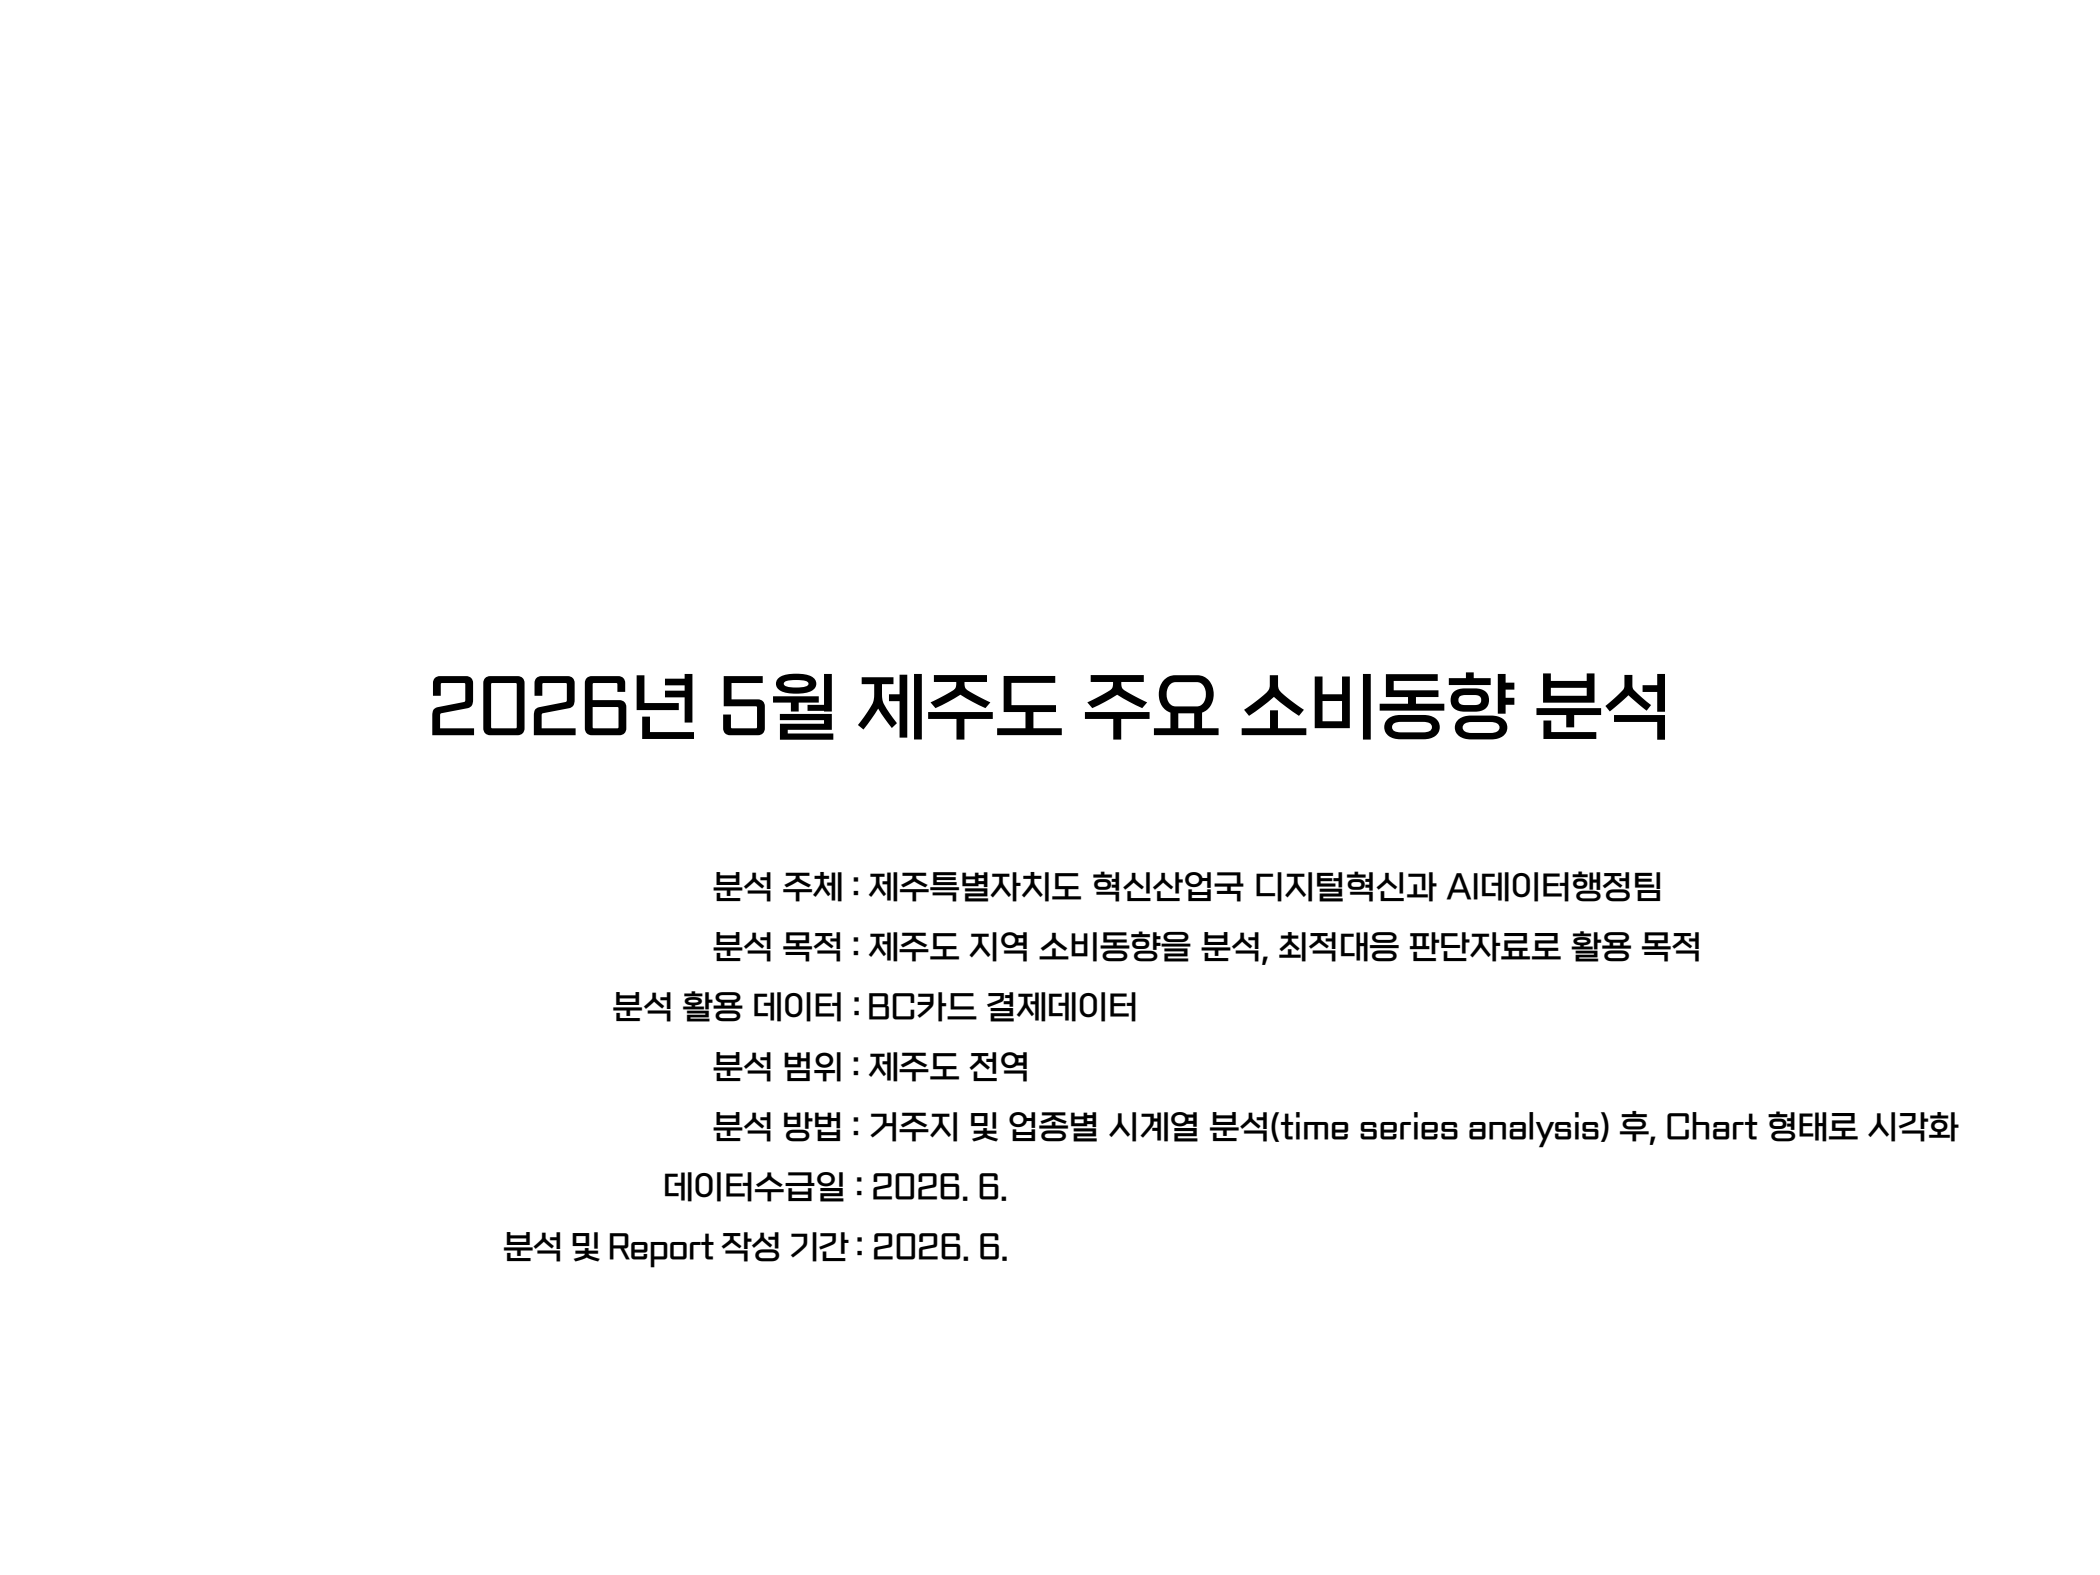 2026년 5월 제주도 주요 소비동향 분석
분석 주체 : 제주특별자치도 혁신산업국 디지털혁신과 AI데이터행정팀
분석 목적 : 제주도 지역 소비동향을 분석, 최적대응 판단자료로 활용 목적
분석 활용 데이터 : BC카드 결제데이터
분석 범위 : 제주도 전역
분석 방법 : 거주지 및 업종별 시계열 분석(time series analysis) 후, Chart 형태로 시각화
데이터수급일 : 2026. 6.
분석 및 Report 작성 기간 : 2026. 6.